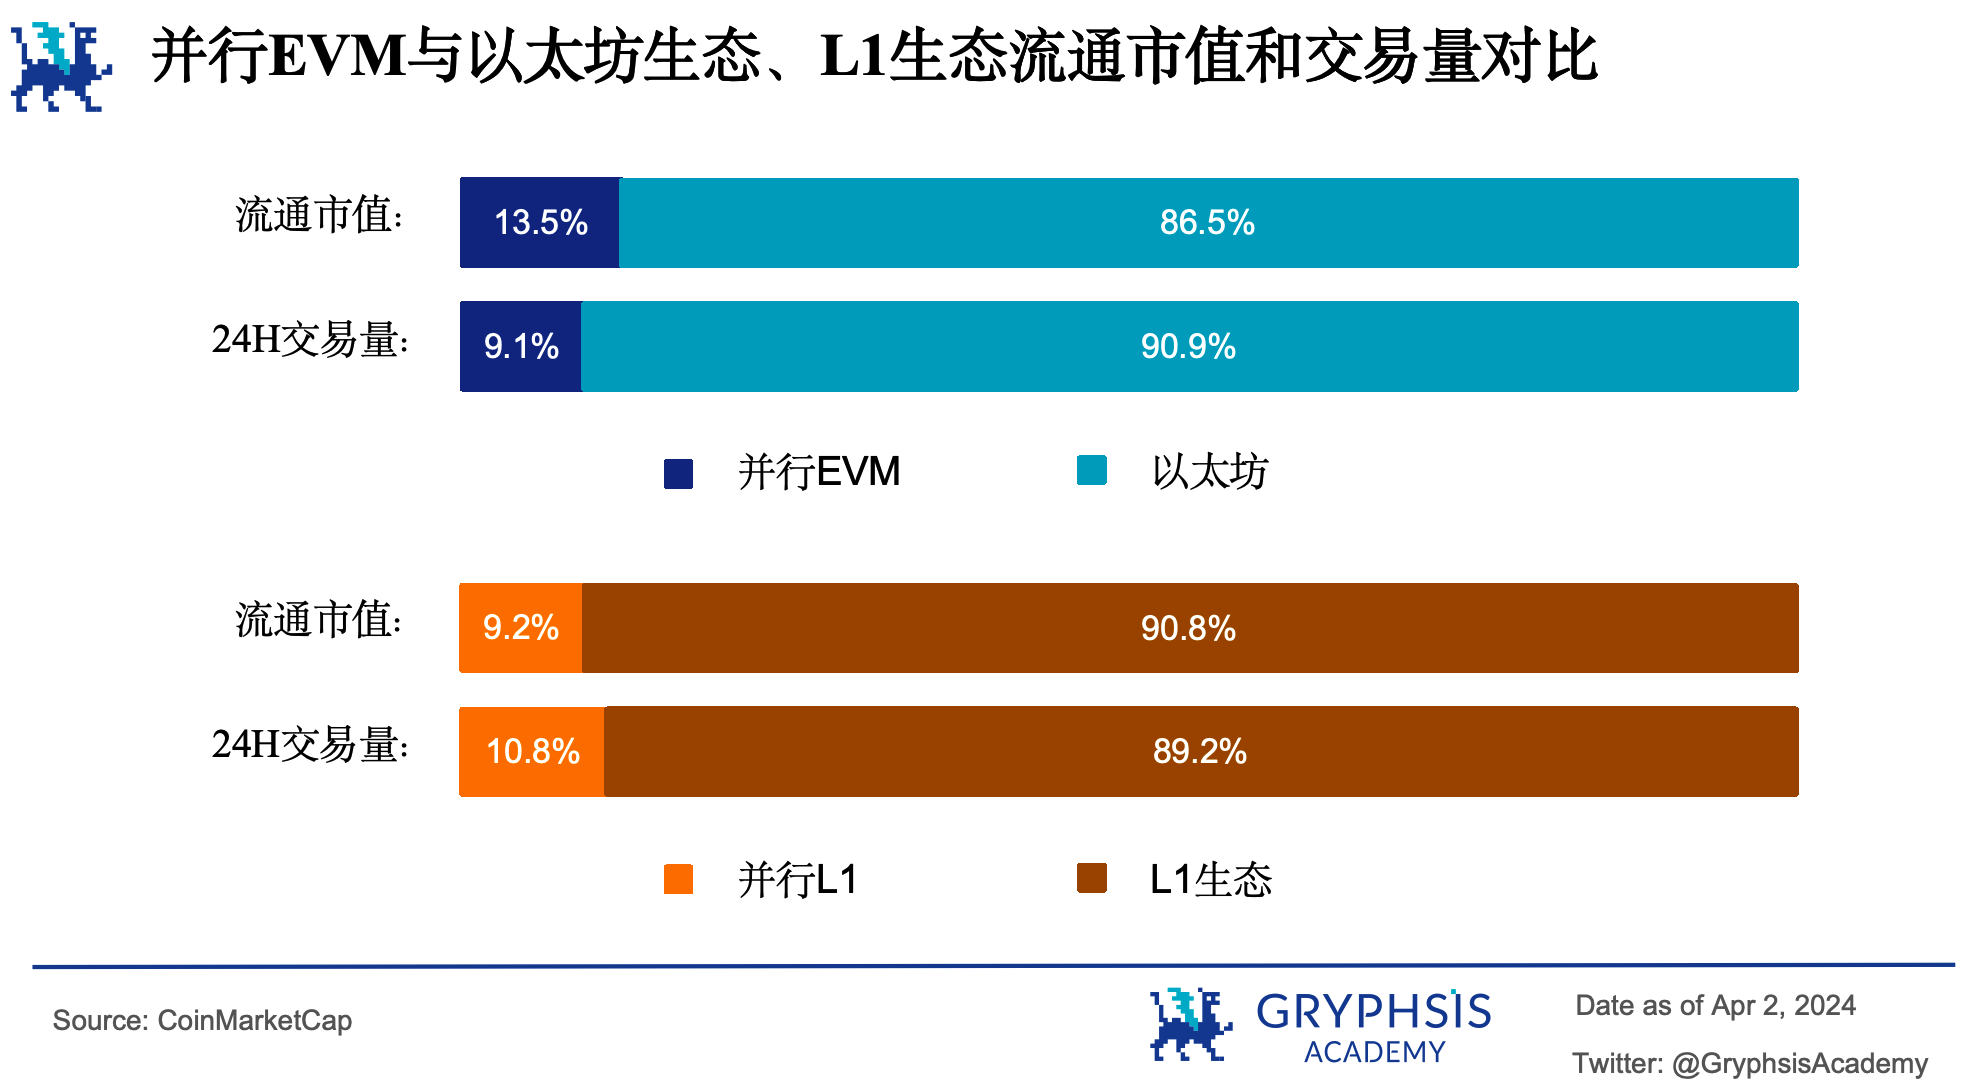 并行EVM与以太坊生态、L1生态流通市值和交易量对比
流通市值：
13.5%
86.5%
24H交易量：
9.1%
90.9%
并行EVM
以太坊
流通市值：
9.2%
90.8%
24H交易量：
10.8%
89.2%
并行L1
L1生态
Source: CoinMarketCap
GRYPHSIS
ACADEMY
Date as of Apr 2, 2024
Twitter: @GryphsisAcademy